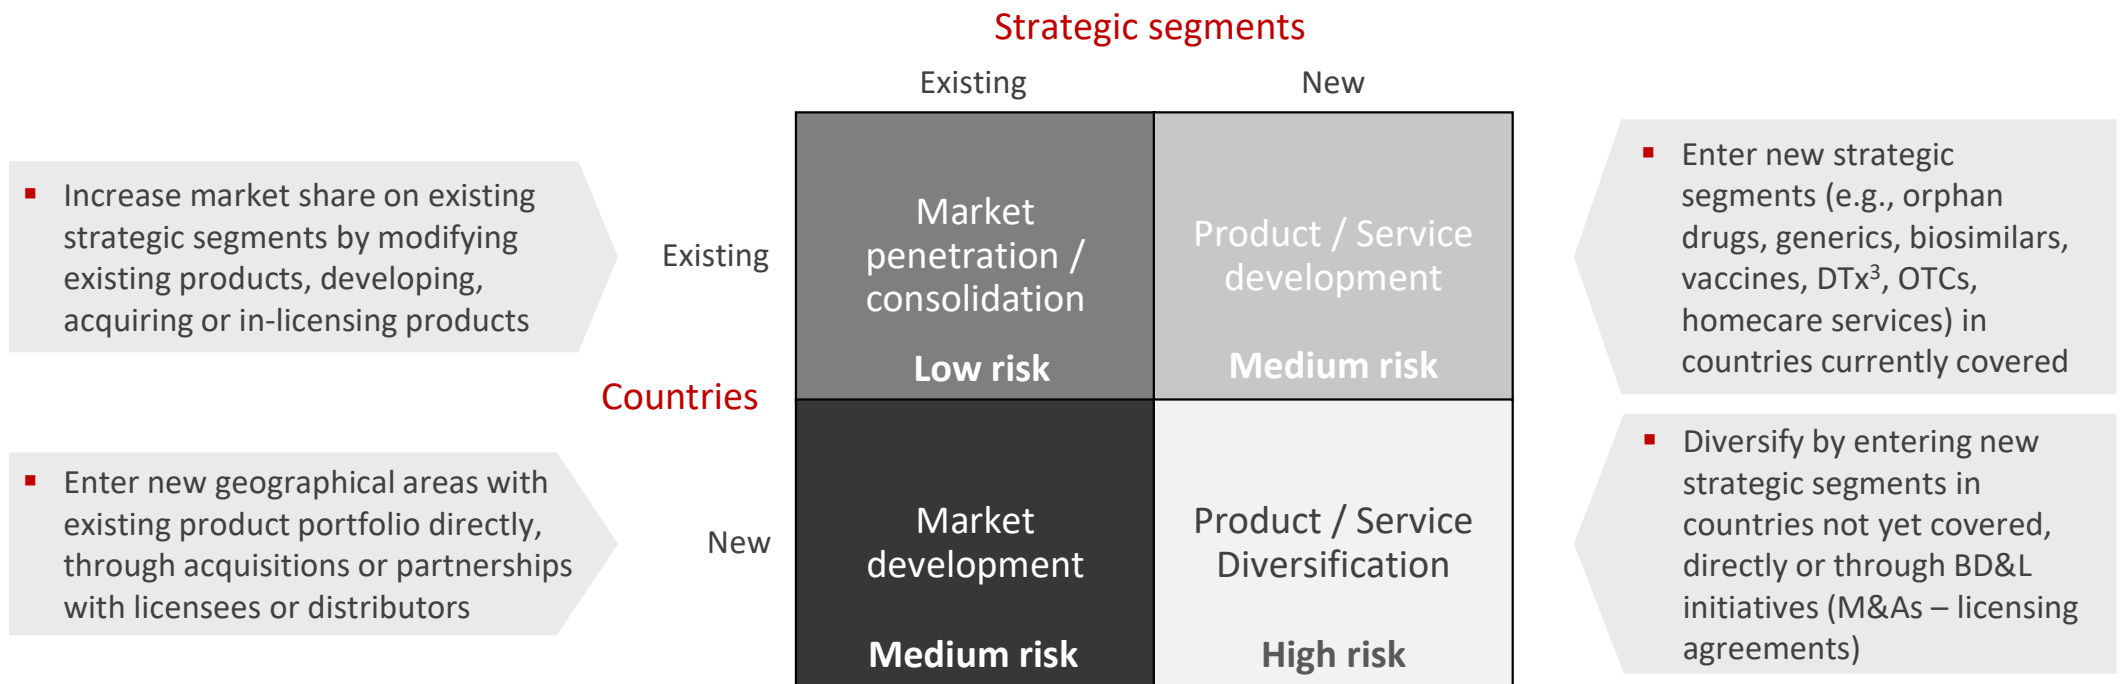 Strategic segments
Existing
New
▪ Increase market share on existing
strategic segments by modifying
existing products, developing,
acquiring or in-licensing products
Existing
Market
penetration /
consolidation
Low risk
Product / Service
development
Medium risk
▪ Enter new strategic
segments (e.g., orphan
drugs, generics, biosimilars,
vaccines, DTx³, OTCs,
homecare services) in
countries currently covered
Countries
▪ Enter new geographical areas with
existing product portfolio directly,
through acquisitions or partnerships
with licensees or distributors
New
Market
development
Medium risk
Product / Service
Diversification
High risk
▪ Diversify by entering new
strategic segments in
countries not yet covered,
directly or through BD&L
initiatives (M&As – licensing
agreements)